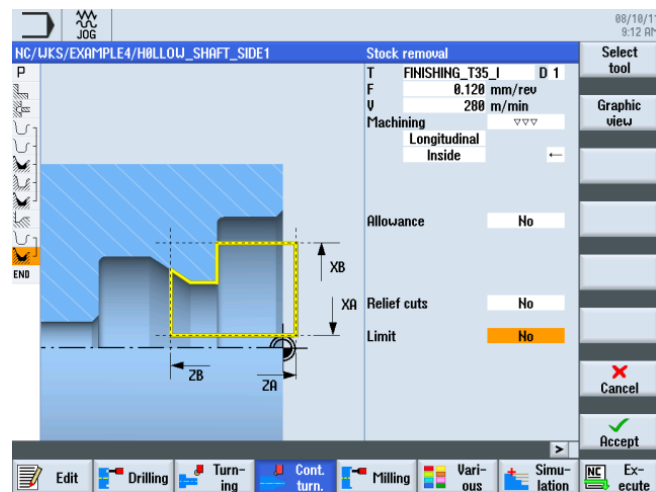 JOG
08/10/1
9:12 AM
NC/WKS/EXAMPLE4/HOLLOW_SHAFT_SIDE1
Stock removal
Select
tool
P
T FINISHING_T35_I D 1
F 0.120 mm/rev
V 280 m/min
Machining ▽▽▽
Longitudinal
Inside ←
Graphic
view
Allowance No
END
XB
XA
Relief cuts No
Limit No
ZB
ZA
Cancel
Accept
>
Edit
Drilling
Turn-
ing
Cont.
turn.
Milling
Vari-
ous
Simu-
lation
NC
Ex-
ecute